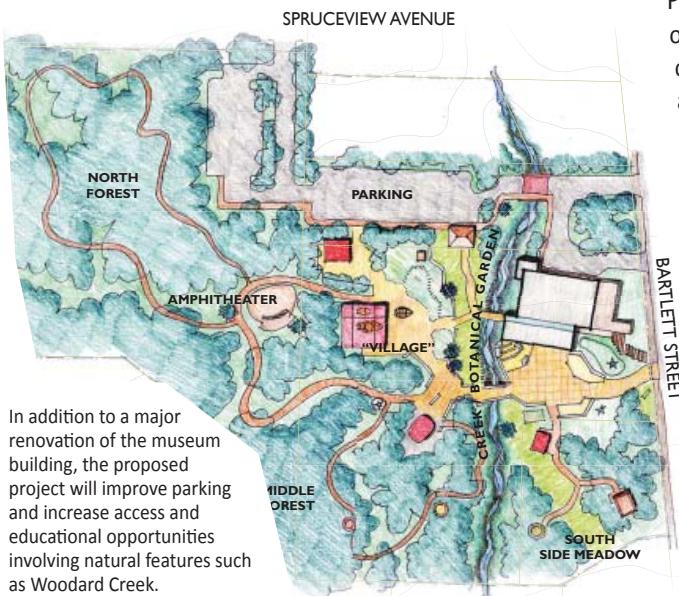 SPRUCEVIEW AVENUE
NORTH
FOREST
PARKING
AMPHITHEATER
"VILLAGE"
CREEK / BOTANICAL GARDEN
BARTLETT STREET
In addition to a major
renovation of the museum
building, the proposed
project will improve parking
and increase access and
educational opportunities
involving natural features such
as Woodard Creek.
MIDDLE
FOREST
SOUTH
SIDE MEADOW